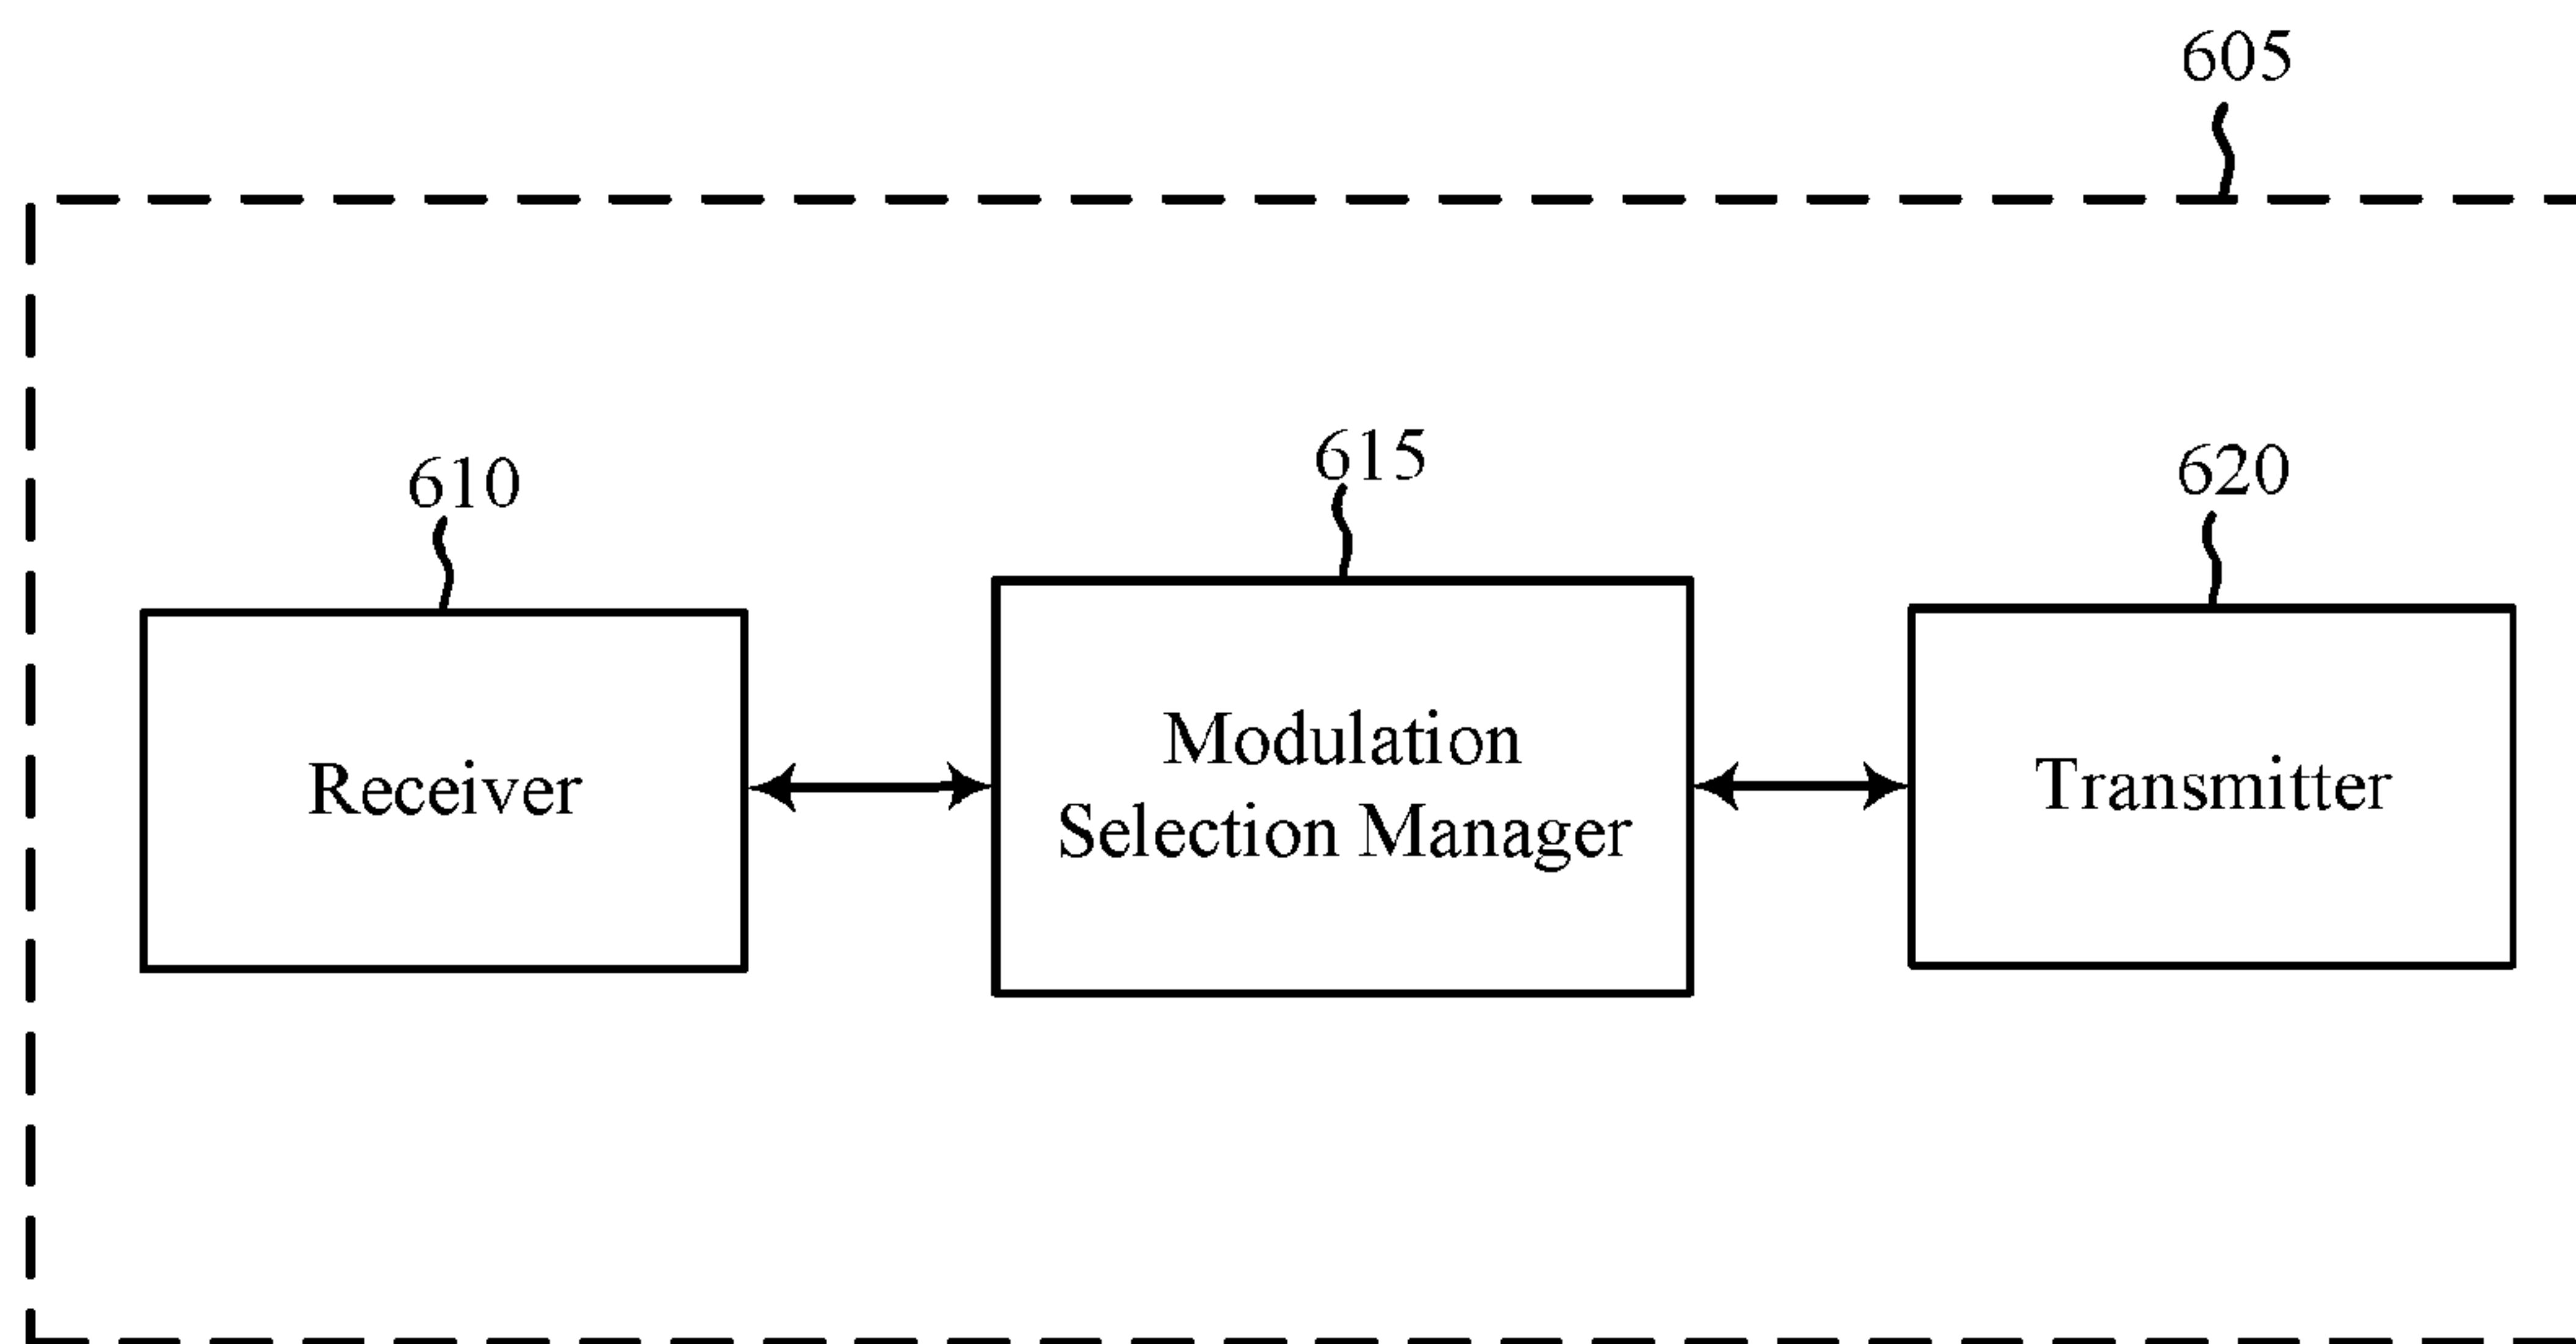 605
610
615
620
Receiver
Modulation
Selection Manager
Transmitter